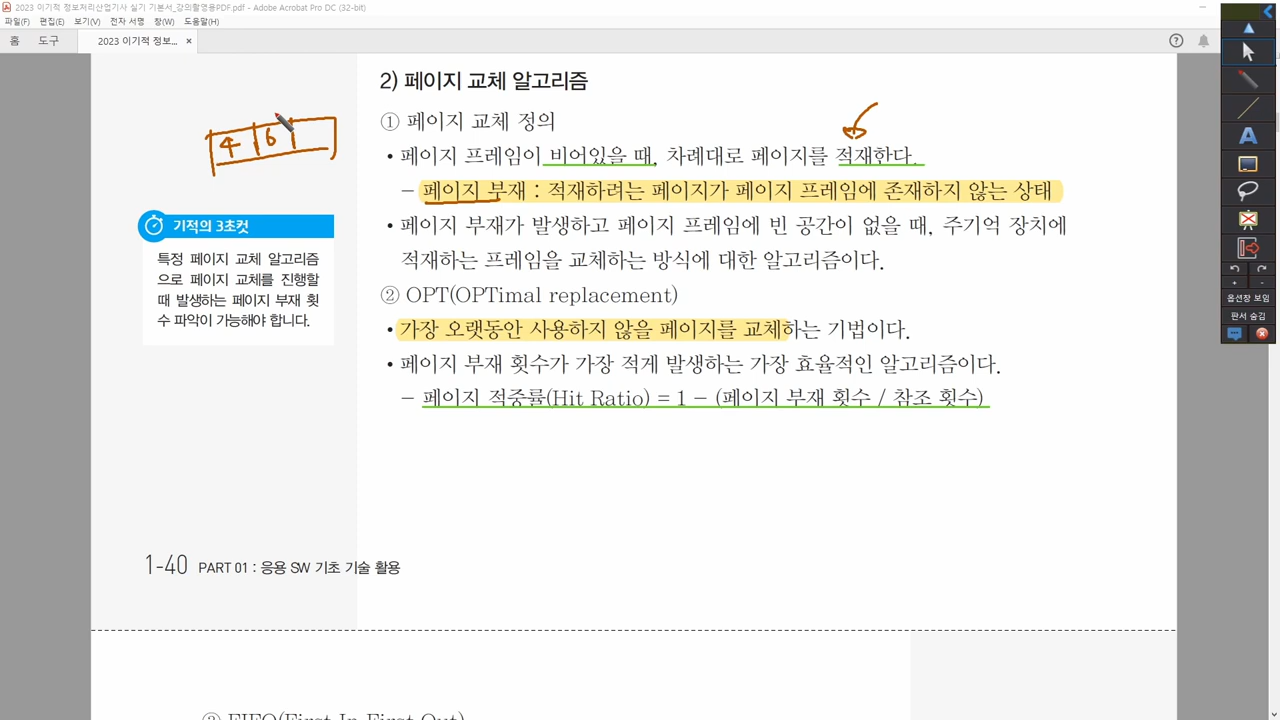 2023 이기적 정보처리산업기사 실기 기본서_강의촬영용PDF.pdf - Adobe Acrobat Pro DC (32-bit)
파일(F) 편집(E) 보기(V) 전자 서명 창(W) 도움말(H)
홈 도구 2023 이기적 정보... ×
2) 페이지 교체 알고리즘
① 페이지 교체 정의
• 페이지 프레임이 비어있을 때, 차례대로 페이지를 적재한다.
4 6
- 페이지 부재 : 적재하려는 페이지가 페이지 프레임에 존재하지 않는 상태
• 페이지 부재가 발생하고 페이지 프레임에 빈 공간이 없을 때, 주기억 장치에
적재하는 프레임을 교체하는 방식에 대한 알고리즘이다.
② OPT(OPTimal replacement)
• 가장 오랫동안 사용하지 않을 페이지를 교체하는 기법이다.
• 페이지 부재 횟수가 가장 적게 발생하는 가장 효율적인 알고리즘이다.
- 페이지 적중률(Hit Ratio) = 1 - (페이지 부재 횟수 / 참조 횟수)
기적의 3초컷
특정 페이지 교체 알고리즘
으로 페이지 교체를 진행할
때 발생하는 페이지 부재 횟
수 파악이 가능해야 합니다.
1-40 PART 01 : 응용 SW 기초 기술 활용
③ FIFO(First In First Out)
A
+ -
옵션창 보임
판서 숨김